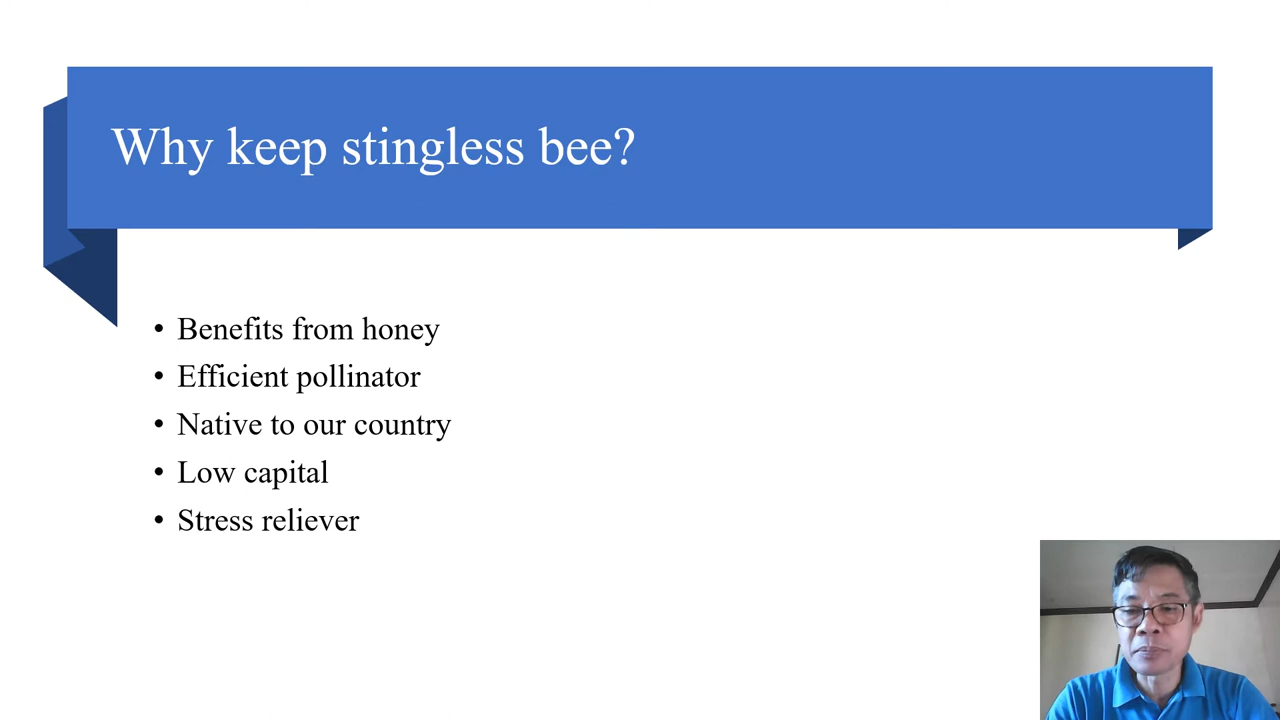 Why keep stingless bee?
• Benefits from honey
• Efficient pollinator
• Native to our country
• Low capital
• Stress reliever